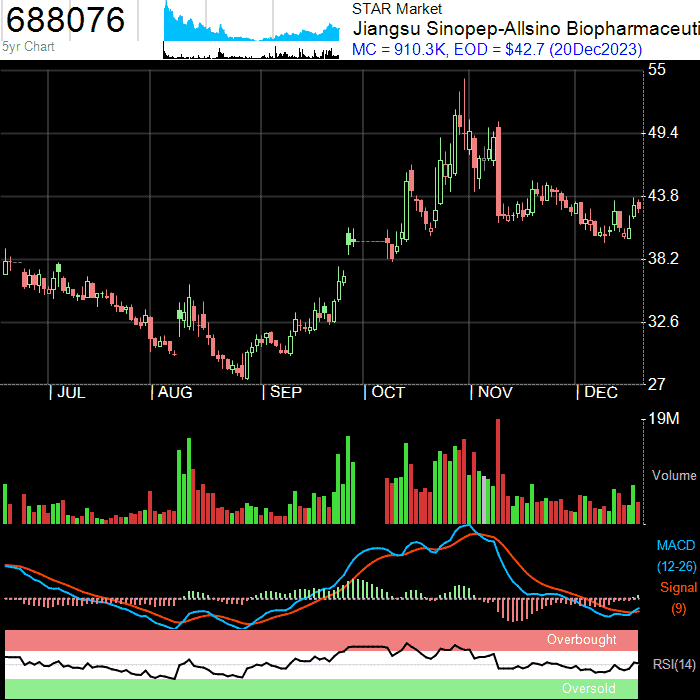 688076
5yr Chart
STAR Market
Jiangsu Sinopep-Allsino Biopharmaceuti
MC = 910.3K, EOD = $42.7 (20Dec2023)
55
49.4
43.8
38.2
32.6
27
JUL AUG SEP OCT NOV DEC
19M
Volume
MACD
(12-26)
Signal
(9)
Overbought
RSI(14)
Oversold